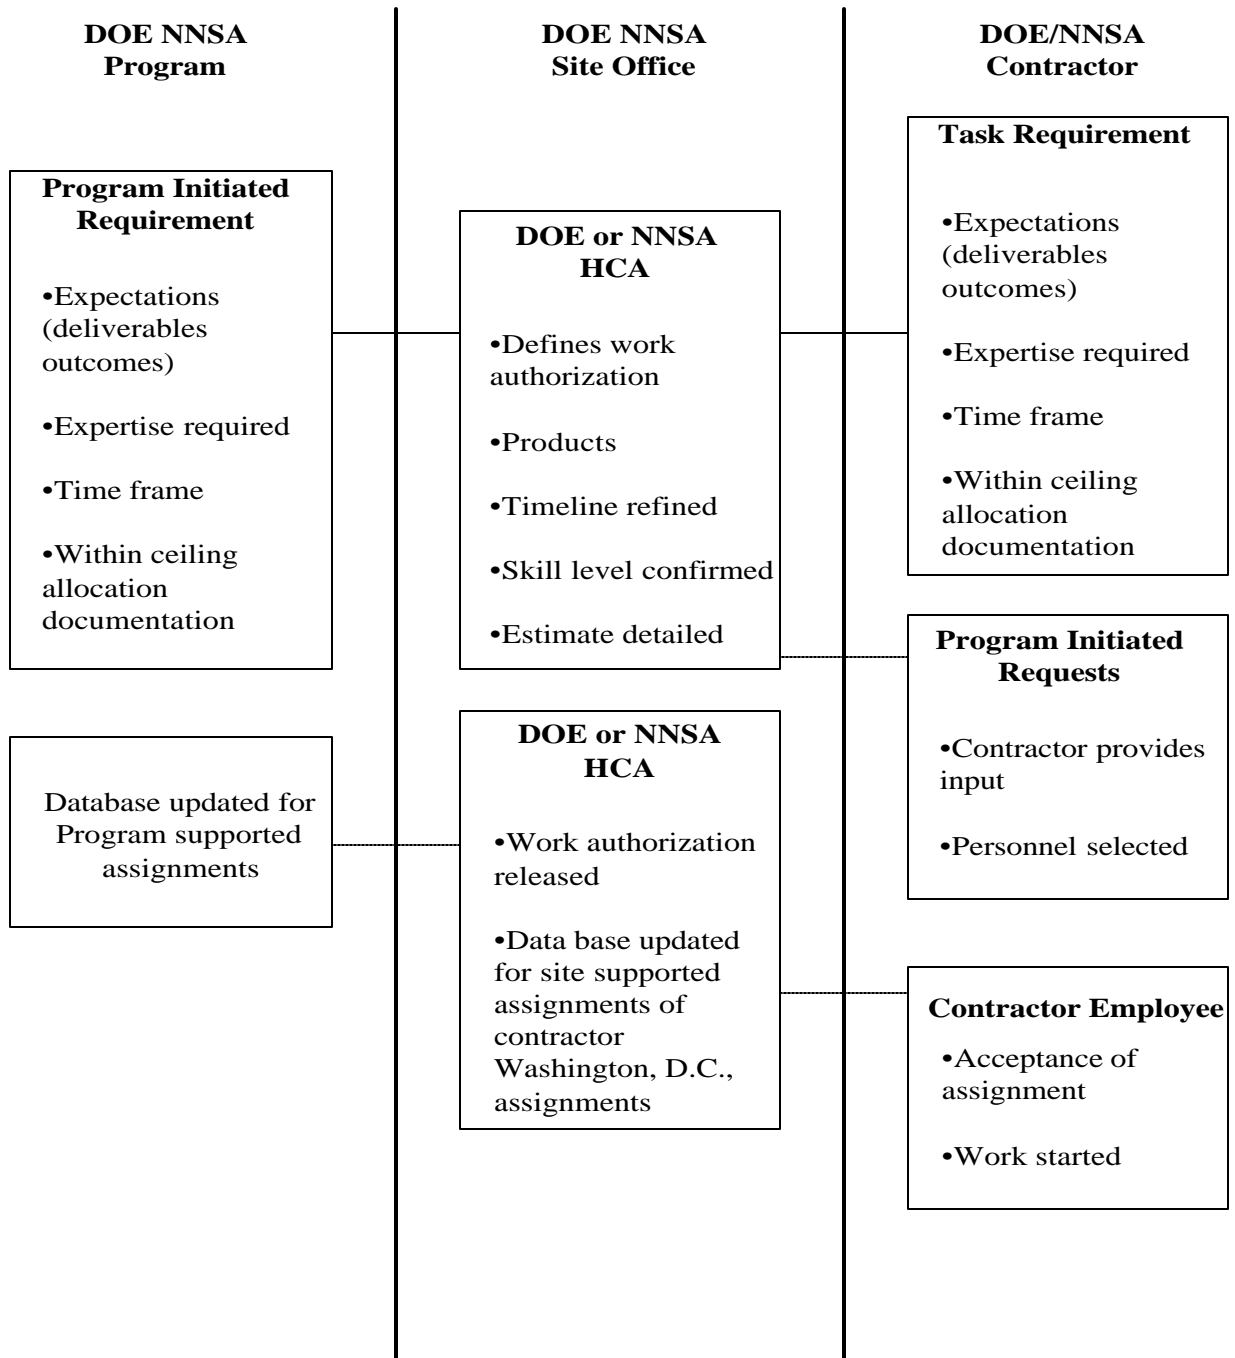 DOE NNSA
Program
DOE NNSA
Site Office
DOE/NNSA
Contractor
Program Initiated
Requirement
•Expectations
(deliverables
outcomes)
•Expertise required
•Time frame
•Within ceiling
allocation
documentation
Database updated for
Program supported
assignments
DOE or NNSA
HCA
•Defines work
authorization
•Products
•Timeline refined
•Skill level confirmed
•Estimate detailed
DOE or NNSA
HCA
•Work authorization
released
•Data base updated
for site supported
assignments of
contractor
Washington, D.C.,
assignments
Task Requirement
•Expectations
(deliverables
outcomes)
•Expertise required
•Time frame
•Within ceiling
allocation
documentation
Program Initiated
Requests
•Contractor provides
input
•Personnel selected
Contractor Employee
•Acceptance of
assignment
•Work started